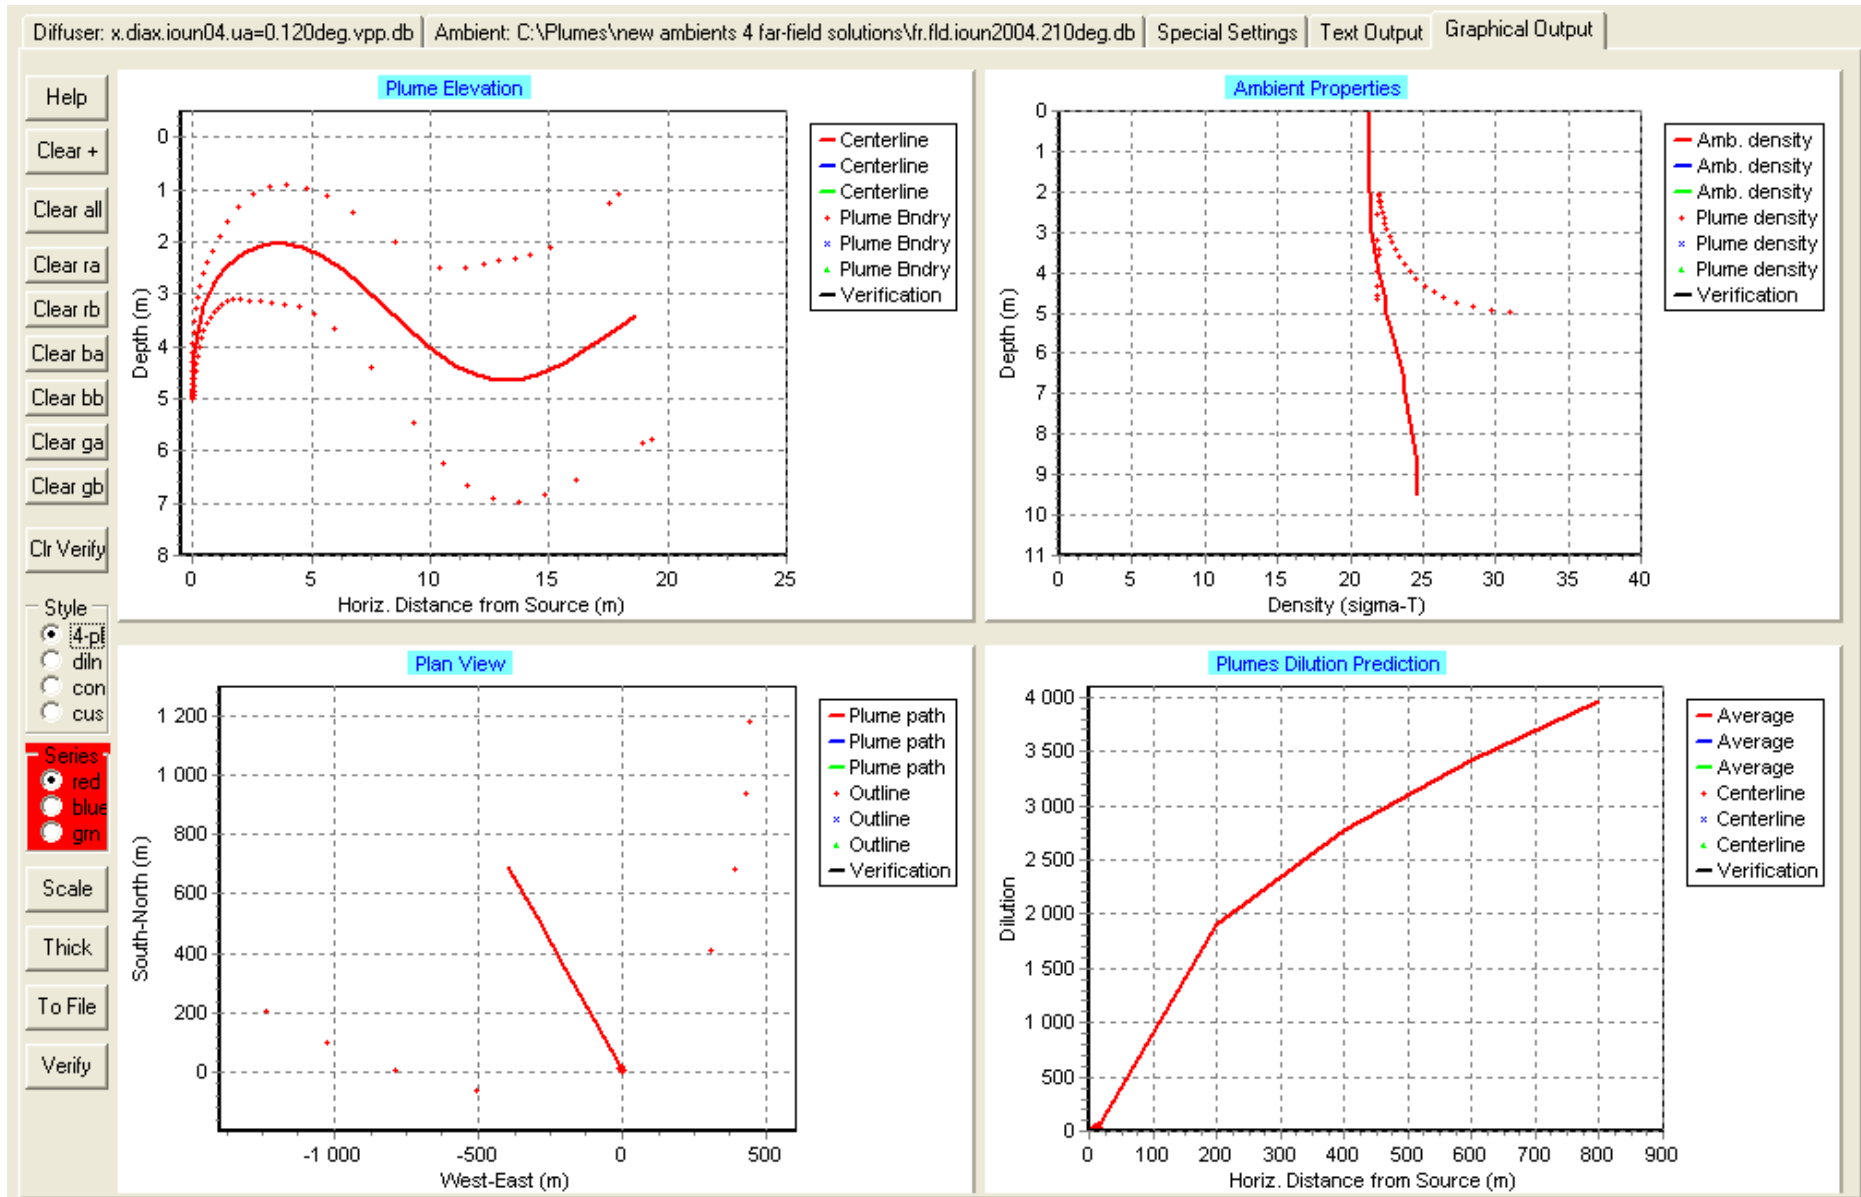 Diffuser: x.diax.ioun04.ua=0.120deg.vpp.db
Ambient: C:\Plumes\new ambients 4 far-field solutions\fr.fld.ioun2004.210deg.db
Special Settings
Text Output
Graphical Output
Help
Clear +
Clear all
Clear ra
Clear rb
Clear ba
Clear bb
Clear ga
Clear gb
Clr Verify
Style
4-pl
diln
con
cus
Series
red
blue
grn
Scale
Thick
To File
Verify
Plume Elevation
0
1
2
3
4
5
6
7
8
Depth (m)
0 5 10 15 20 25
Horiz. Distance from Source (m)
Centerline
Centerline
Centerline
Plume Bndry
Plume Bndry
Plume Bndry
Verification
Ambient Properties
0
1
2
3
4
5
6
7
8
9
10
11
Depth (m)
0 5 10 15 20 25 30 35 40
Density (sigma-T)
Amb. density
Amb. density
Amb. density
Plume density
Plume density
Plume density
Verification
Plan View
1 200
1 000
800
600
400
200
0
South-North (m)
-1 000 -500 0 500
West-East (m)
Plume path
Plume path
Plume path
Outline
Outline
Outline
Verification
Plumes Dilution Prediction
4 000
3 500
3 000
2 500
2 000
1 500
1 000
500
0
Dilution
0 100 200 300 400 500 600 700 800 900
Horiz. Distance from Source (m)
Average
Average
Average
Centerline
Centerline
Centerline
Verification